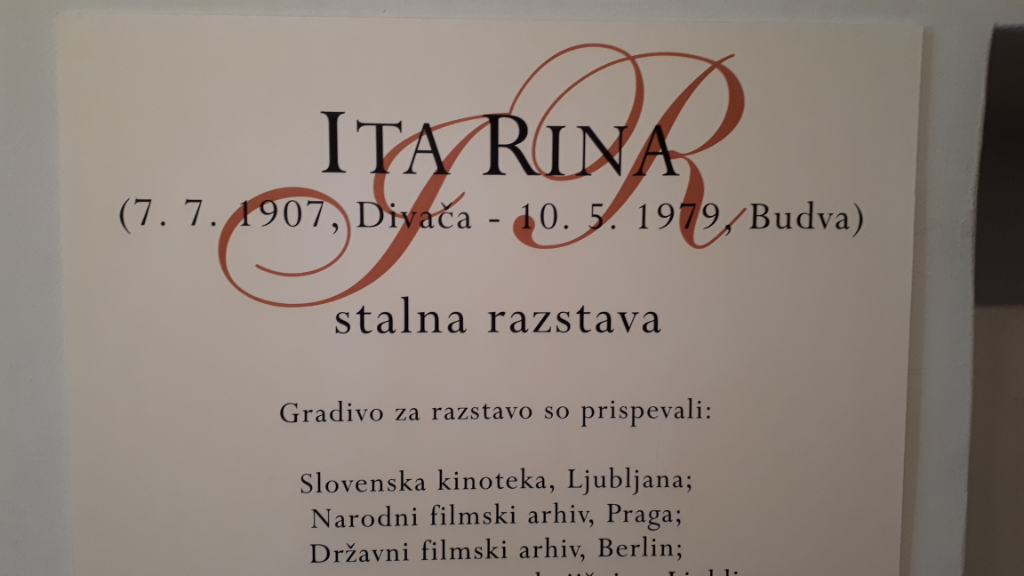 ITA RINA
IR
(7. 7. 1907, Divača - 10. 5. 1979, Budva)
stalna razstava
Gradivo za razstavo so prispevali:
Slovenska kinoteka, Ljubljana;
Narodni filmski arhiv, Praga;
Državni filmski arhiv, Berlin;